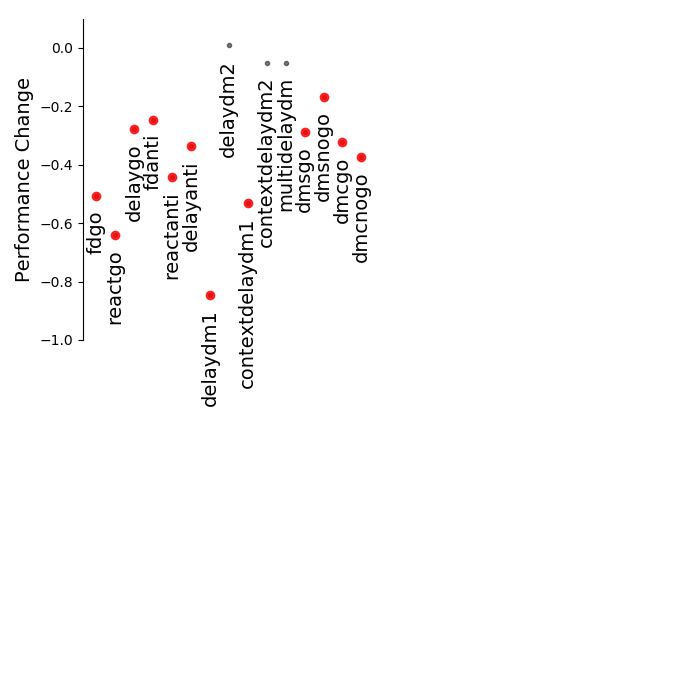 Performance Change
0.0
−0.2
−0.4
−0.6
−0.8
−1.0
fdgo
reactgo
delaygo
fdanti
reactanti
delayanti
delaydm1
delaydm2
contextdelaydm1
contextdelaydm2
multidelaydm
dmsgo
dmsnogo
dmcgo
dmcnogo